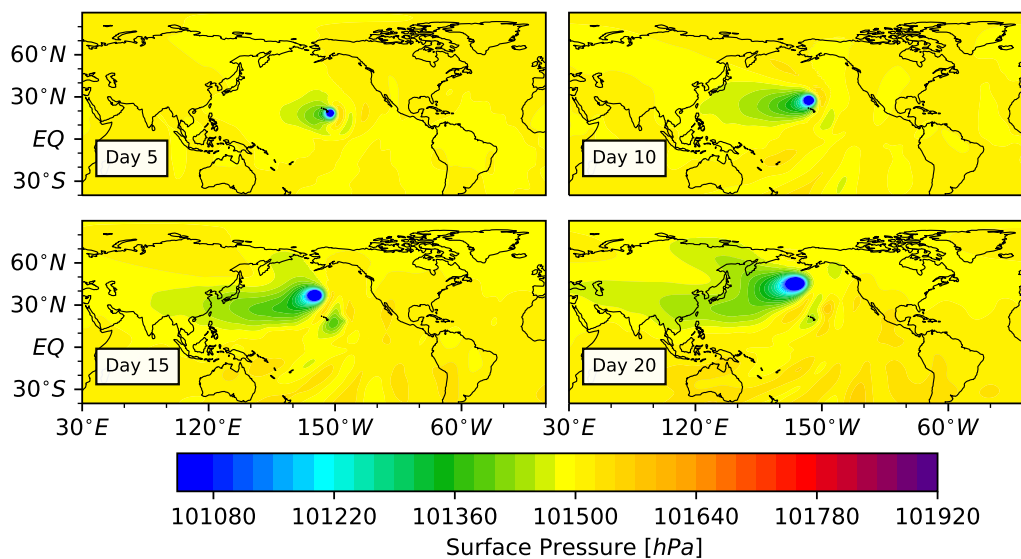 60°N
30°N
EQ
30°S
Day 5
Day 10
60°N
30°N
EQ
30°S
Day 15
Day 20
30°E 120°E 150°W 60°W 30°E 120°E 150°W 60°W
101080 101220 101360 101500 101640 101780 101920
Surface Pressure [hPa]